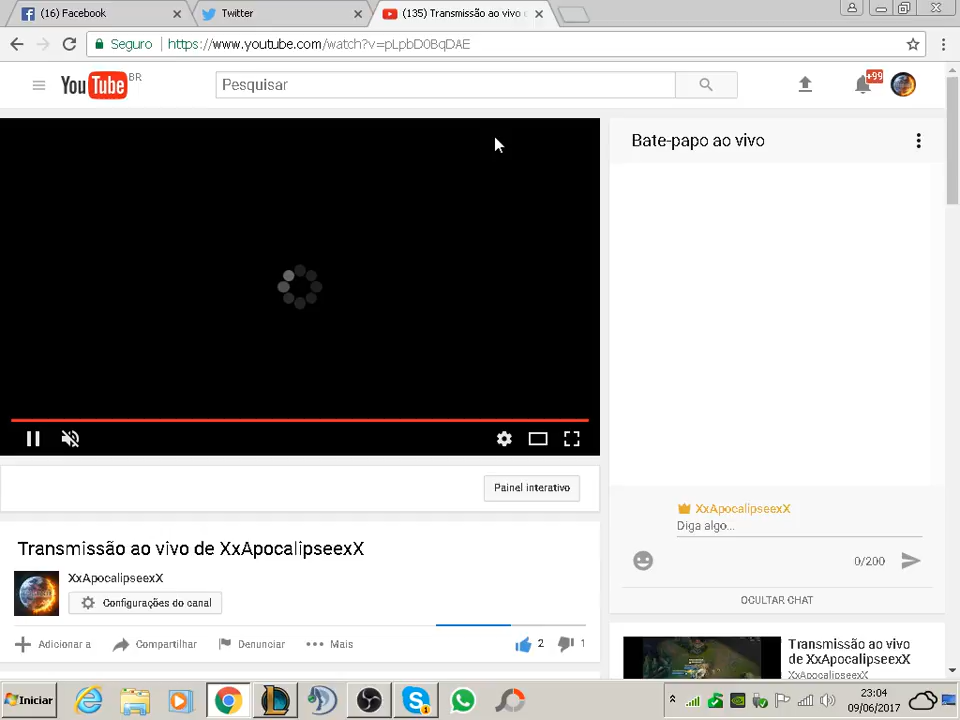 (16) Facebook
Twitter
(135) Transmissão ao vivo
Seguro
https://www.youtube.com/watch?v=pLpbD0BqDAE
YouTube BR
Pesquisar
+99
Bate-papo ao vivo
XxApocalipseexX
Diga algo...
0/200
OCULTAR CHAT
Painel interativo
Transmissão ao vivo de XxApocalipseexX
XxApocalipseexX
Configurações do canal
Adicionar a
Compartilhar
Denunciar
Mais
2
1
Transmissão ao vivo
de XxApocalipseexX
XxApocalipseexX
Iniciar
23:04
09/06/2017